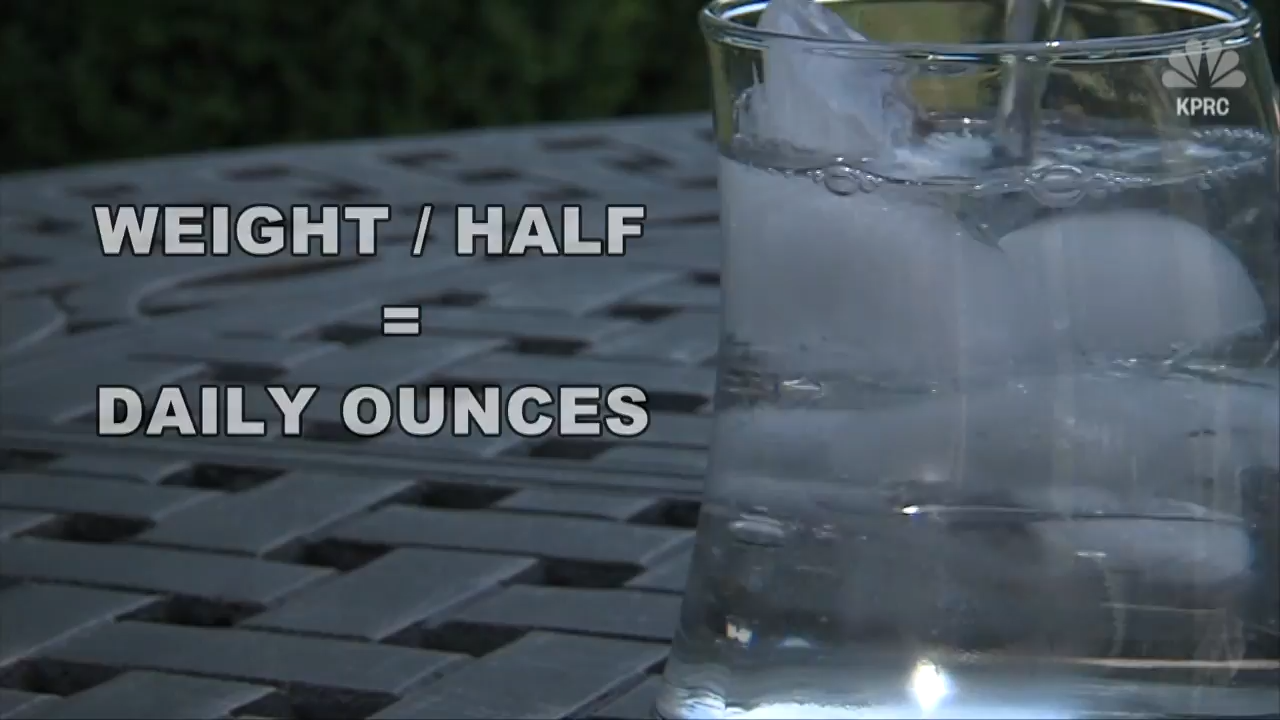 KPRC
WEIGHT / HALF
=
DAILY OUNCES